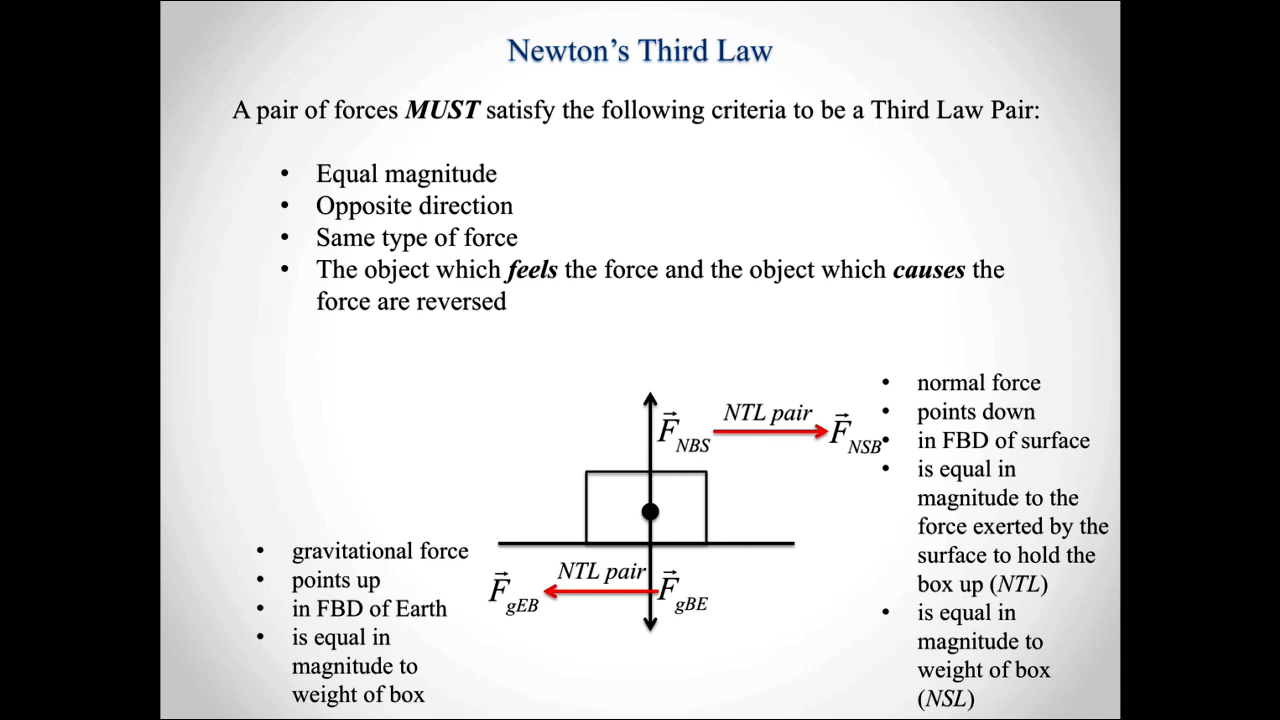 Newton's Third Law
A pair of forces MUST satisfy the following criteria to be a Third Law Pair:
• Equal magnitude
• Opposite direction
• Same type of force
• The object which feels the force and the object which causes the
force are reversed
F⃗NBS
NTL pair
F⃗NSB
• normal force
• points down
• in FBD of surface
• is equal in
magnitude to the
force exerted by the
surface to hold the
box up (NTL)
• is equal in
magnitude to
weight of box
(NSL)
• gravitational force
• points up
• in FBD of Earth
• is equal in
magnitude to
weight of box
F⃗gEB
NTL pair
F⃗gBE